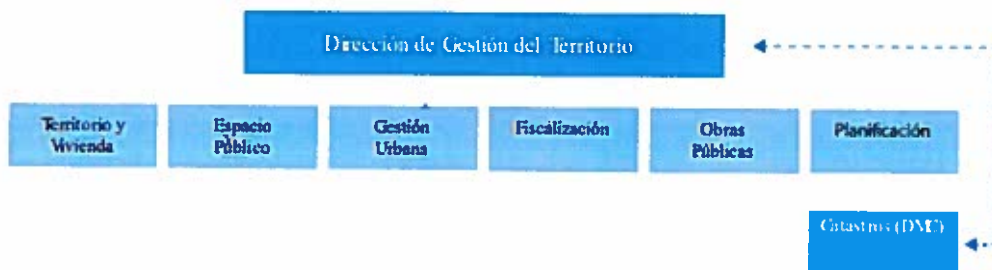 Dirección de Gestión del Territorio
Territorio y
Vivienda
Espacio
Público
Gestión
Urbana
Fiscalización
Obras
Públicas
Planificación
Catastros (DMC)